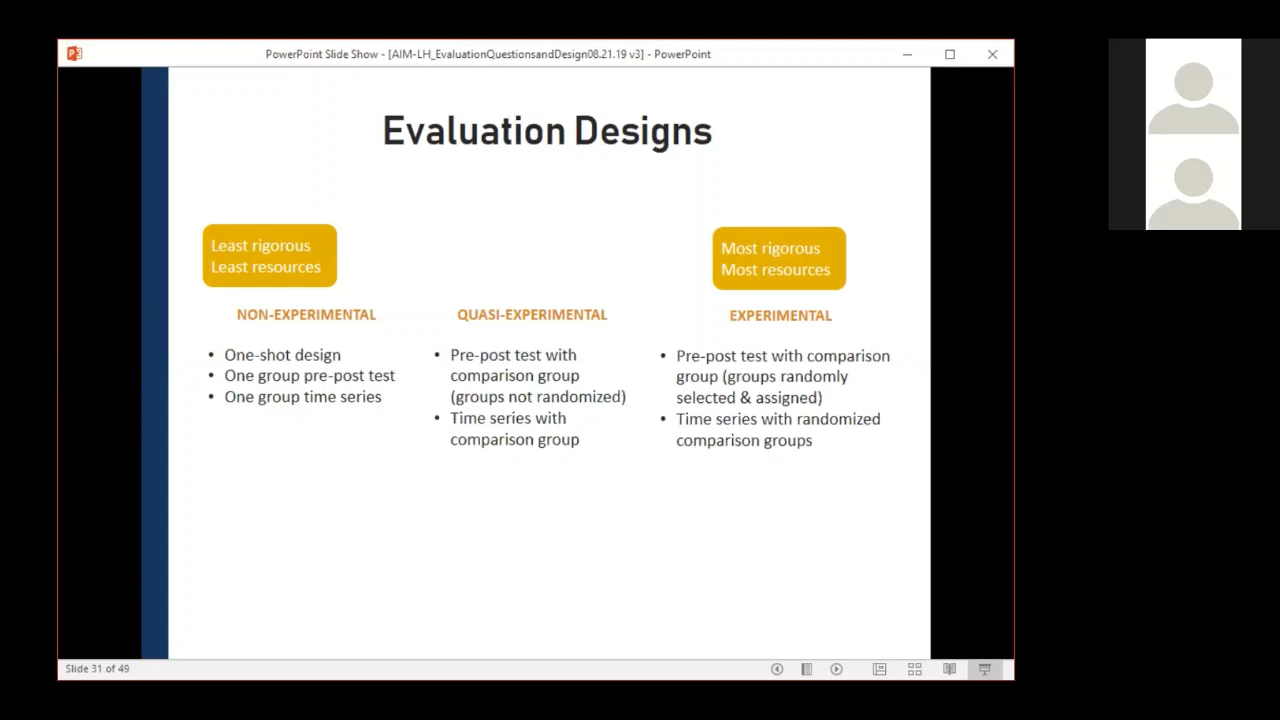 PowerPoint Slide Show - [AIM-LH_EvaluationQuestionsandDesign08.21.19 v3] - PowerPoint
Evaluation Designs
Least rigorous
Least resources
Most rigorous
Most resources
NON-EXPERIMENTAL
• One-shot design
• One group pre-post test
• One group time series
QUASI-EXPERIMENTAL
• Pre-post test with
comparison group
(groups not randomized)
• Time series with
comparison group
EXPERIMENTAL
• Pre-post test with comparison
group (groups randomly
selected & assigned)
• Time series with randomized
comparison groups
Slide 31 of 49